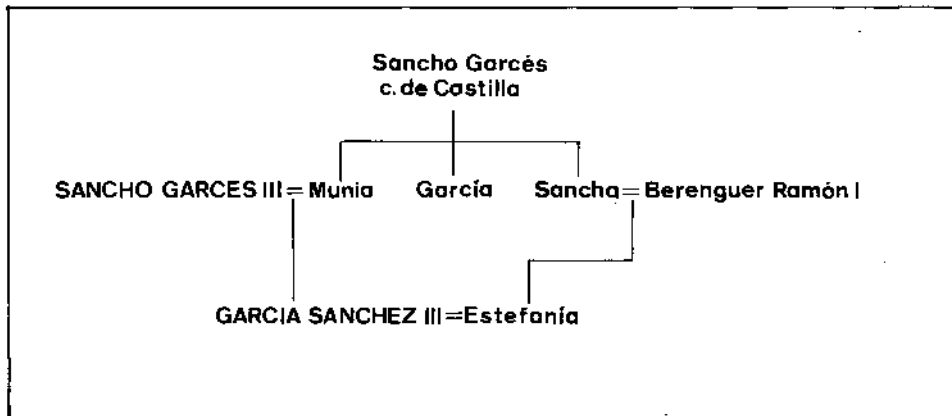 Sancho Garcés
c. de Castilla
SANCHO GARCES III = Munia García Sancha = Berenguer Ramón I
GARCIA SANCHEZ III = Estefanía